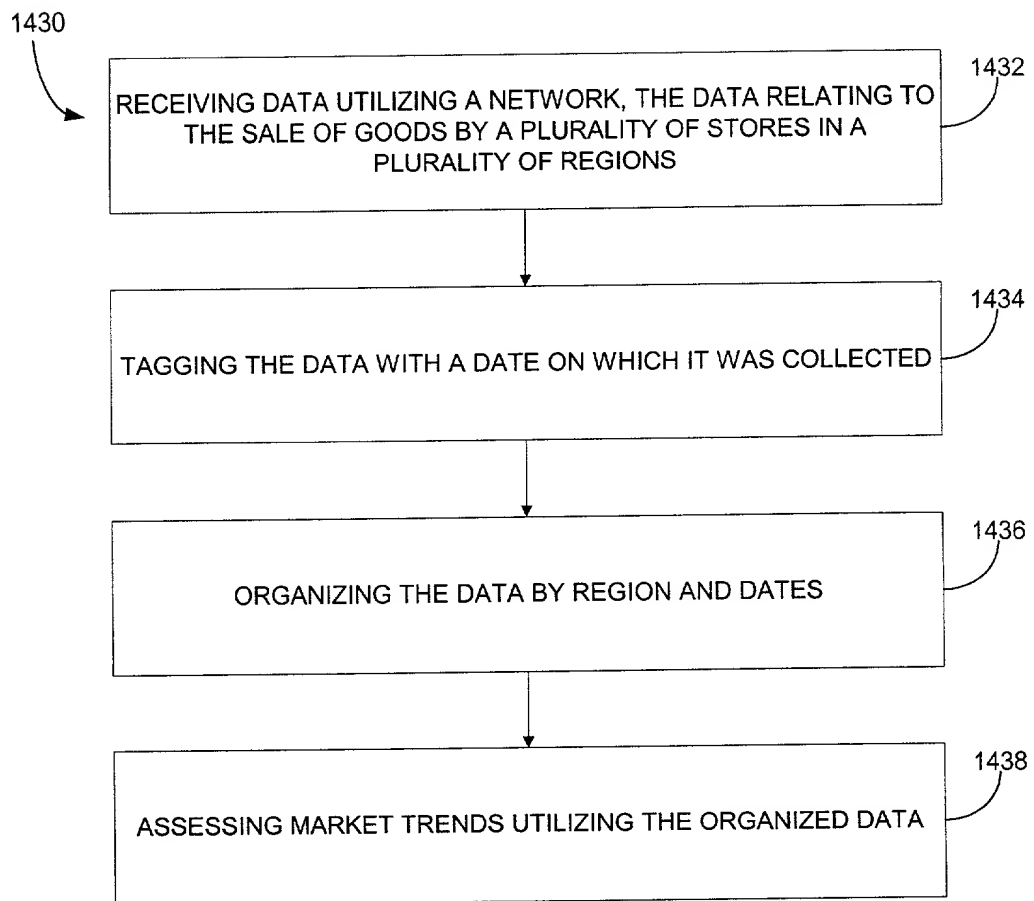 1430
1432
RECEIVING DATA UTILIZING A NETWORK, THE DATA RELATING TO
THE SALE OF GOODS BY A PLURALITY OF STORES IN A
PLURALITY OF REGIONS
1434
TAGGING THE DATA WITH A DATE ON WHICH IT WAS COLLECTED
1436
ORGANIZING THE DATA BY REGION AND DATES
1438
ASSESSING MARKET TRENDS UTILIZING THE ORGANIZED DATA